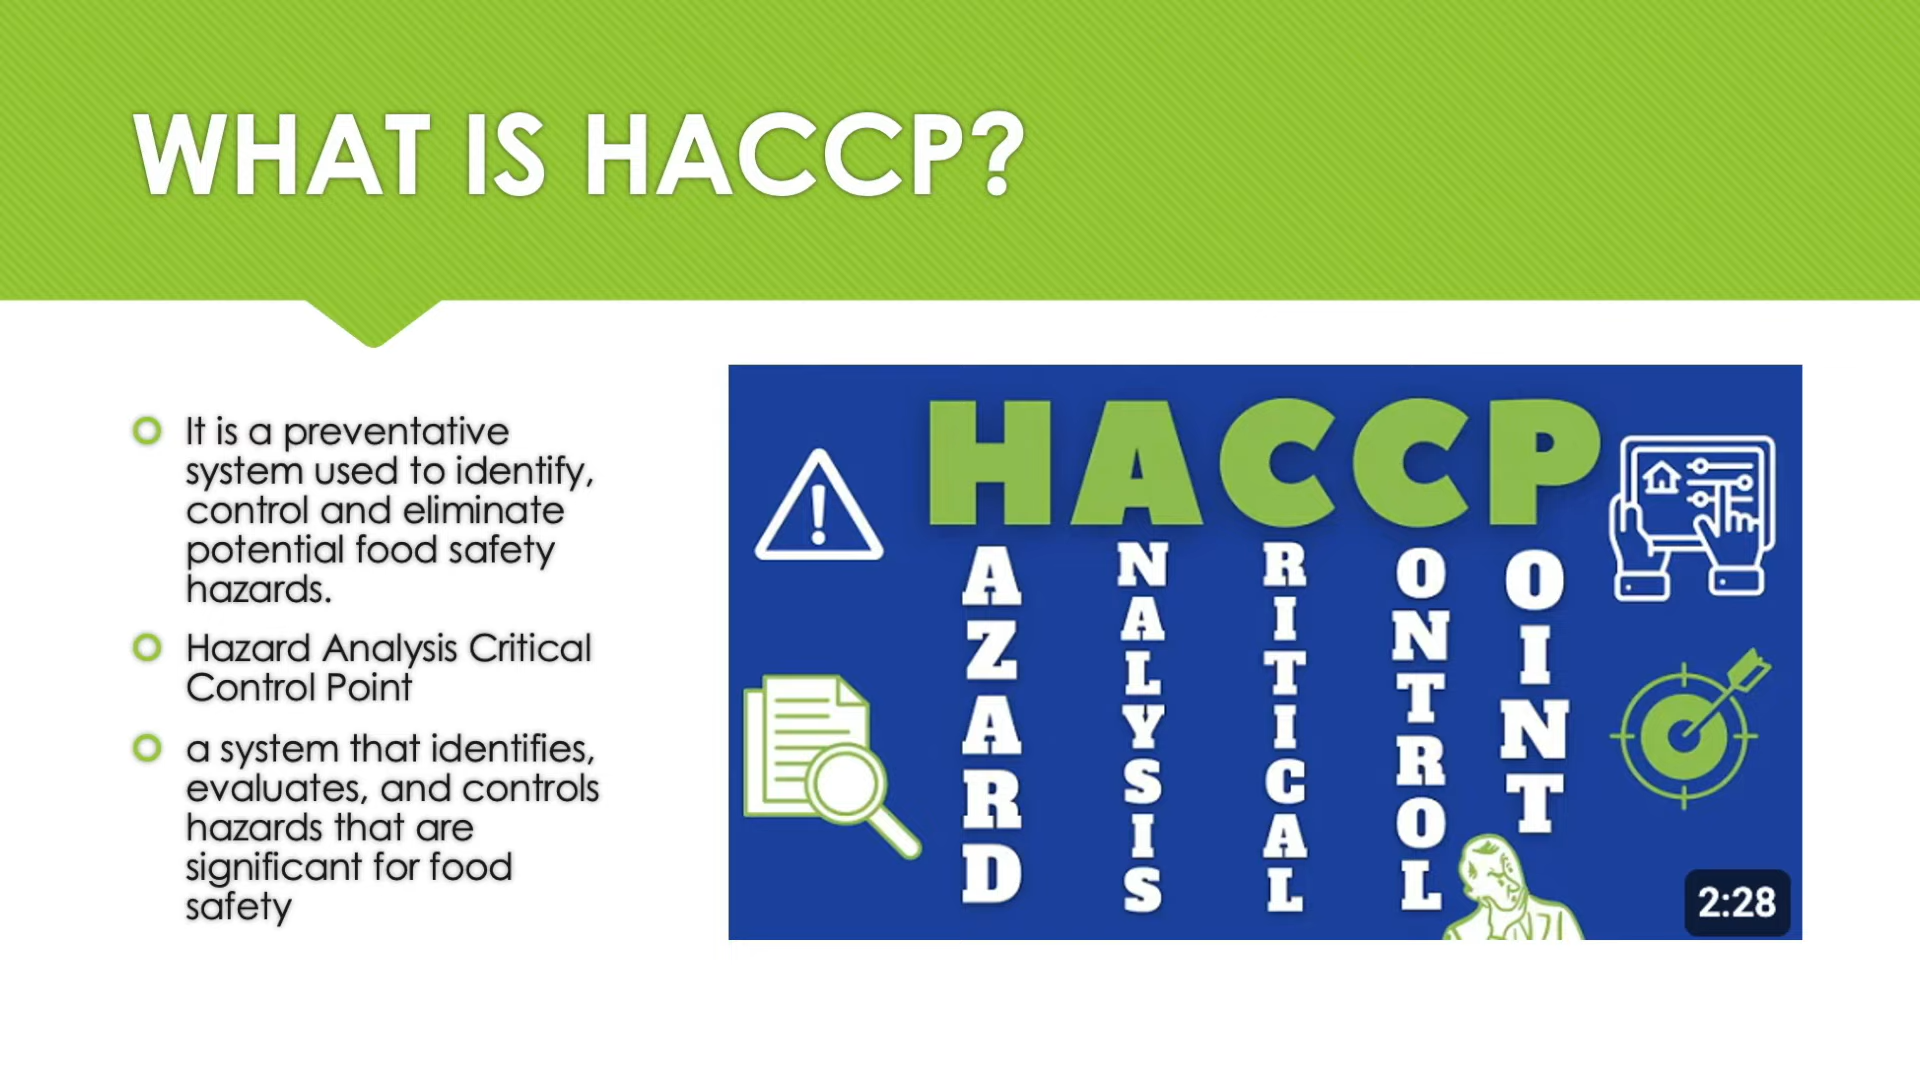 WHAT IS HACCP?
It is a preventative
system used to identify,
control and eliminate
potential food safety
hazards.
Hazard Analysis Critical
Control Point
a system that identifies,
evaluates, and controls
hazards that are
significant for food
safety
HACCP
AZARD
NALYSIS
RITICAL
ONTROL
OINT
2:28